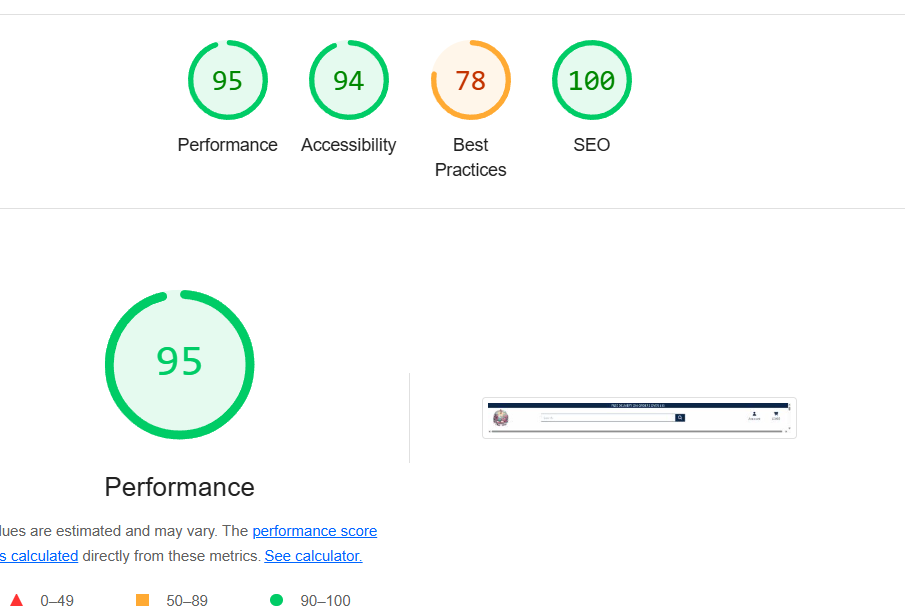 95
94
78
100
Performance
Accessibility
Best
Practices
SEO
95
Performance
lues are estimated and may vary. The performance score
s calculated directly from these metrics. See calculator.
0–49
50–89
90–100